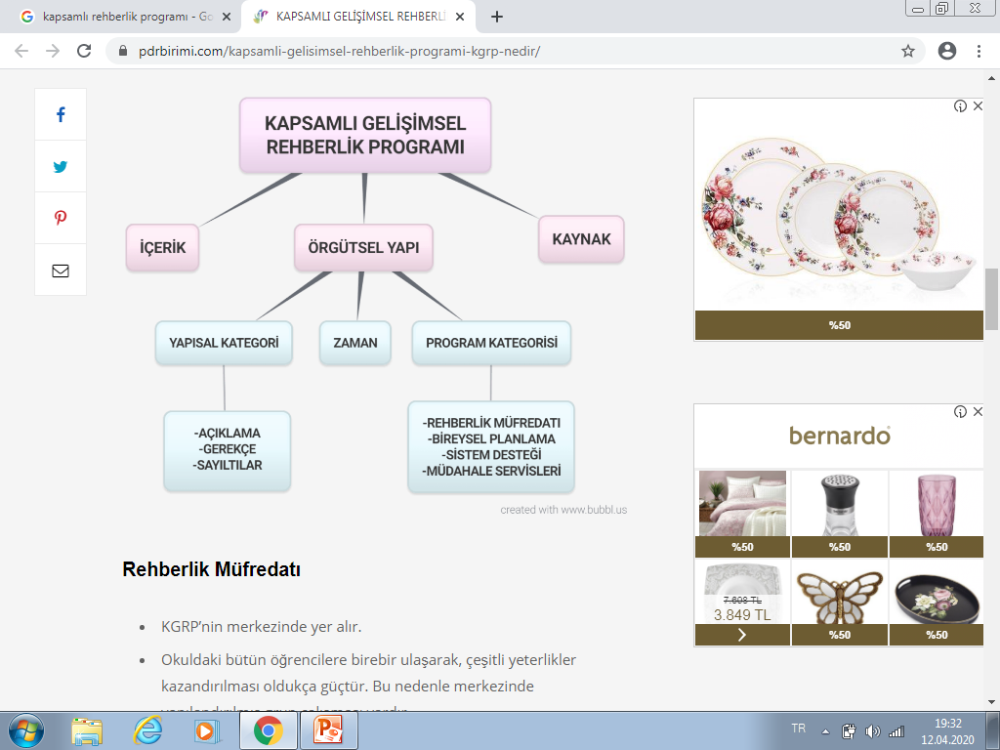 kapsamlı rehberlik programı - Go
KAPSAMLI GELİŞİMSEL REHBERLİ
pdrbirimi.com/kapsamli-gelisimsel-rehberlik-programi-kgrp-nedir/
KAPSAMLI GELİŞİMSEL
REHBERLİK PROGRAMI
İÇERİK
ÖRGÜTSEL YAPI
KAYNAK
YAPISAL KATEGORİ
ZAMAN
PROGRAM KATEGORİSİ
-AÇIKLAMA
-GEREKÇE
-SAYILTILAR
-REHBERLİK MÜFREDATI
-BİREYSEL PLANLAMA
-SİSTEM DESTEĞİ
-MÜDAHALE SERVİSLERİ
created with www.bubbl.us
Rehberlik Müfredatı
• KGRP’nin merkezinde yer alır.
• Okuldaki bütün öğrencilere birebir ulaşarak, çeşitli yeterlikler
kazandırılması oldukça güçtür. Bu nedenle merkezinde
%50
bernardo
%50 %50 %50
7.698 TL
3.849 TL
%50 %50
TR
19:32
12.04.2020